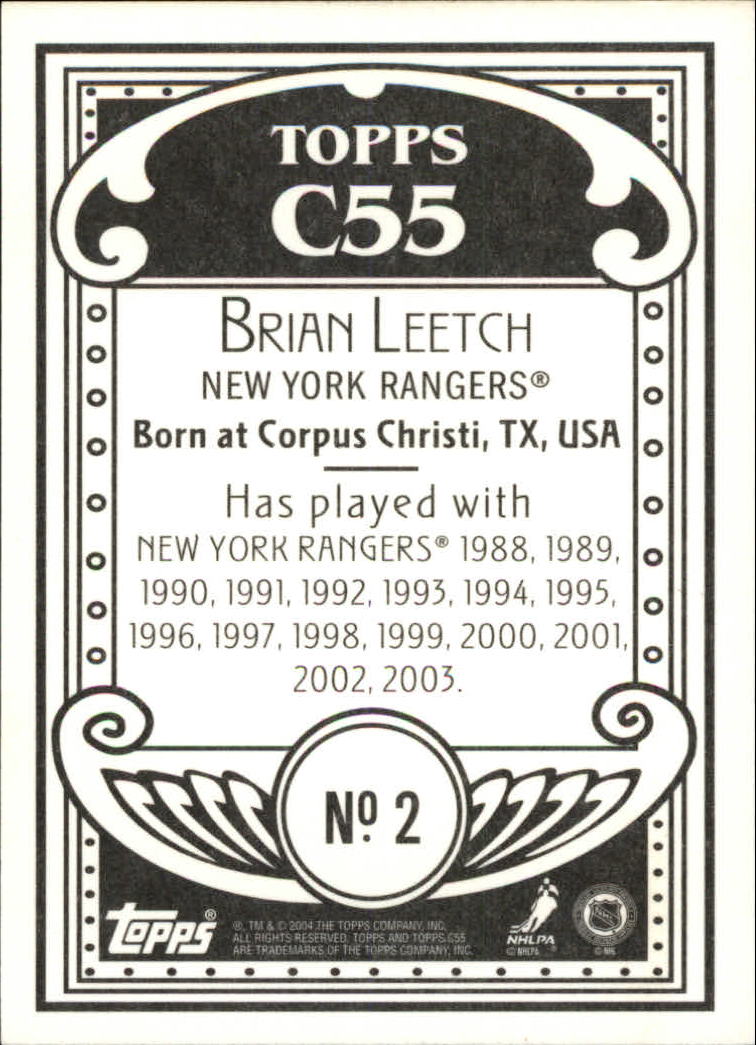 TOPPS
C55
BRIAN LEETCH
NEW YORK RANGERS®
Born at Corpus Christi, TX, USA
Has played with
NEW YORK RANGERS® 1988, 1989,
1990, 1991, 1992, 1993, 1994, 1995,
1996, 1997, 1998, 1999, 2000, 2001,
2002, 2003.
Nº 2
Topps®
®, TM & © 2004 THE TOPPS COMPANY, INC.
ALL RIGHTS RESERVED. TOPPS AND TOPPS C55
ARE TRADEMARKS OF THE TOPPS COMPANY, INC.
NHLPA
© NHLPA
NHL
© NHL